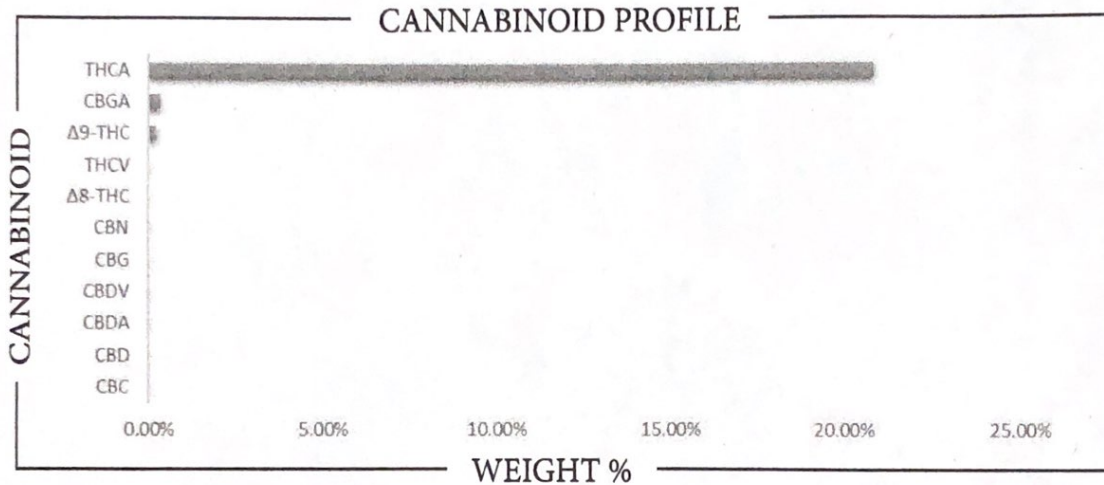 CANNABINOID PROFILE
CANNABINOID
THCA
CBGA
Δ9-THC
THCV
Δ8-THC
CBN
CBG
CBDV
CBDA
CBD
CBC
0.00% 5.00% 10.00% 15.00% 20.00% 25.00%
WEIGHT %